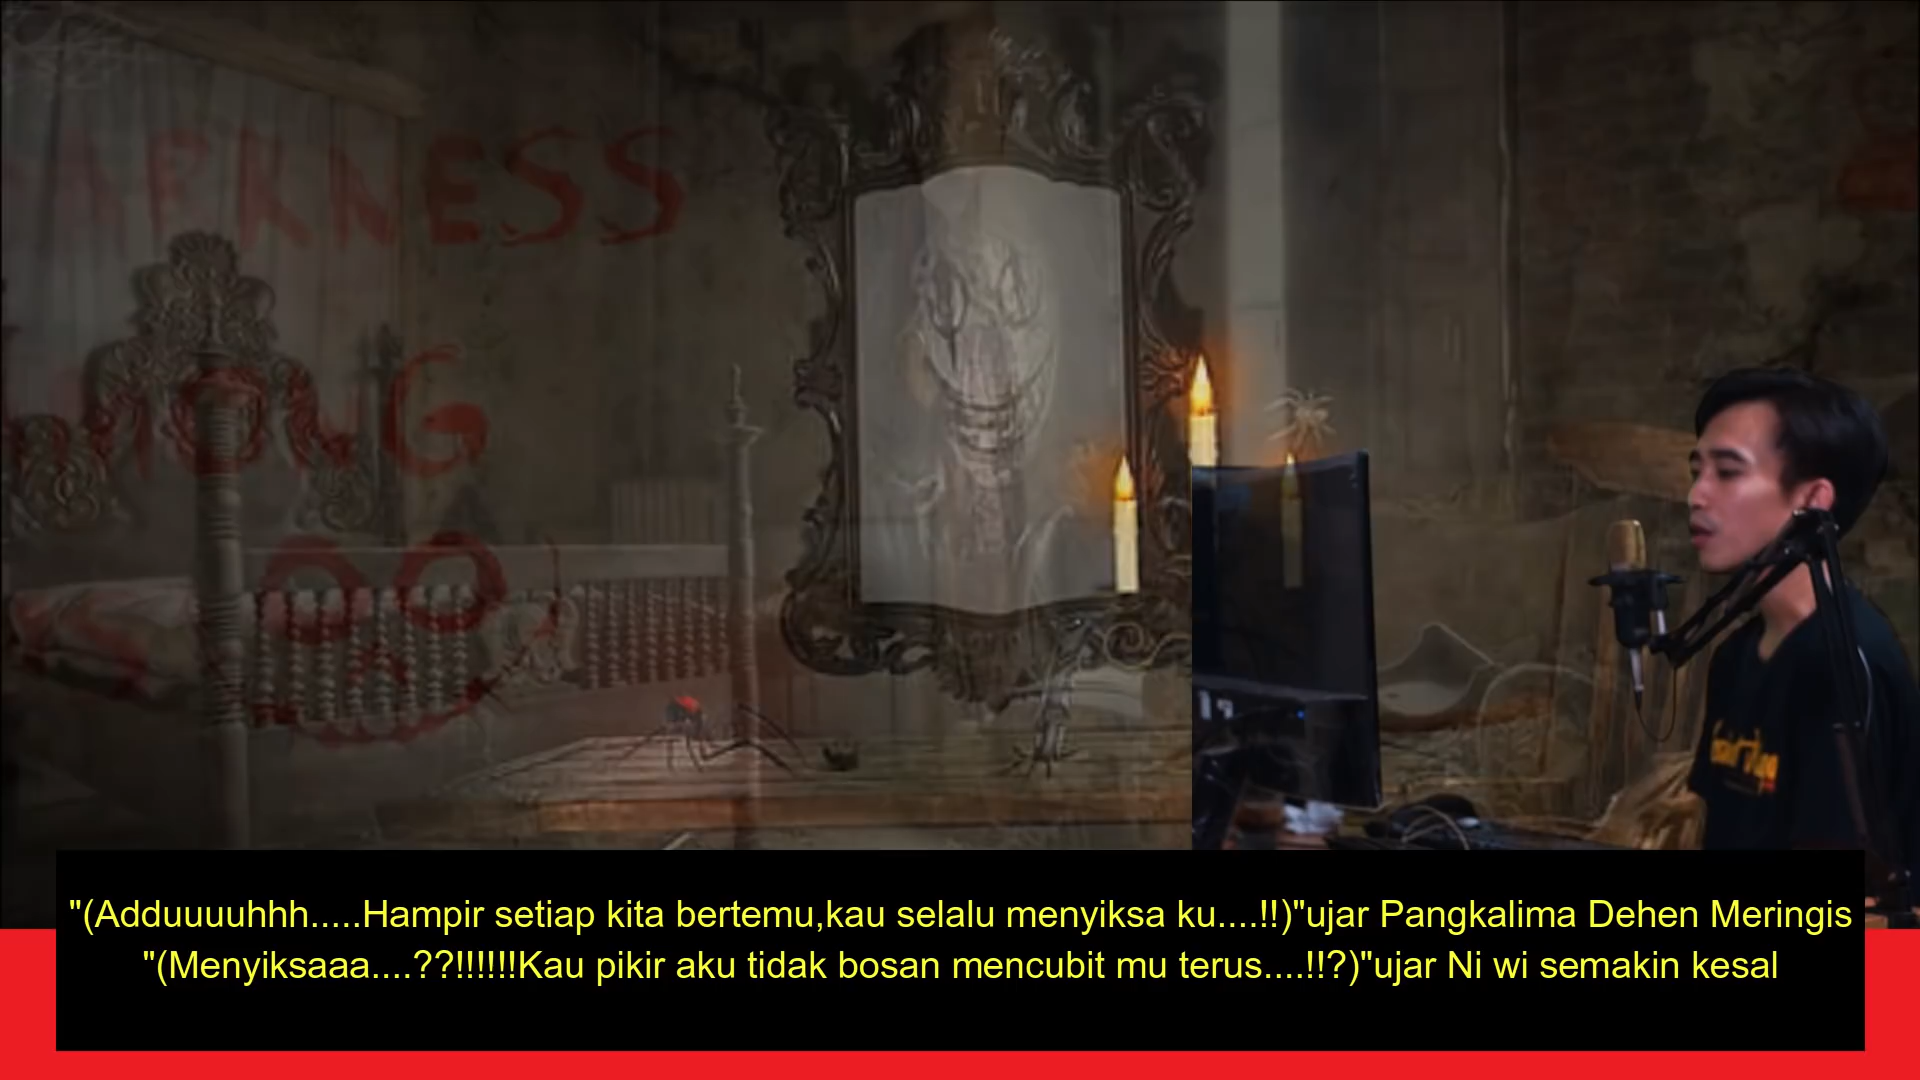 NESS
"(Adduuuuhhh.....Hampir setiap kita bertemu,kau selalu menyiksa ku....!!)"ujar Pangkalima Dehen Meringis
"(Menyiksaaa....??!!!!!!Kau pikir aku tidak bosan mencubit mu terus....!!?)"ujar Ni wi semakin kesal